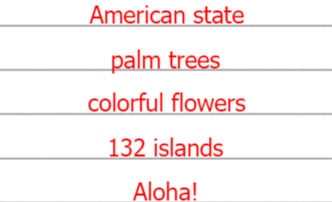 American state
palm trees
colorful flowers
132 islands
Aloha!